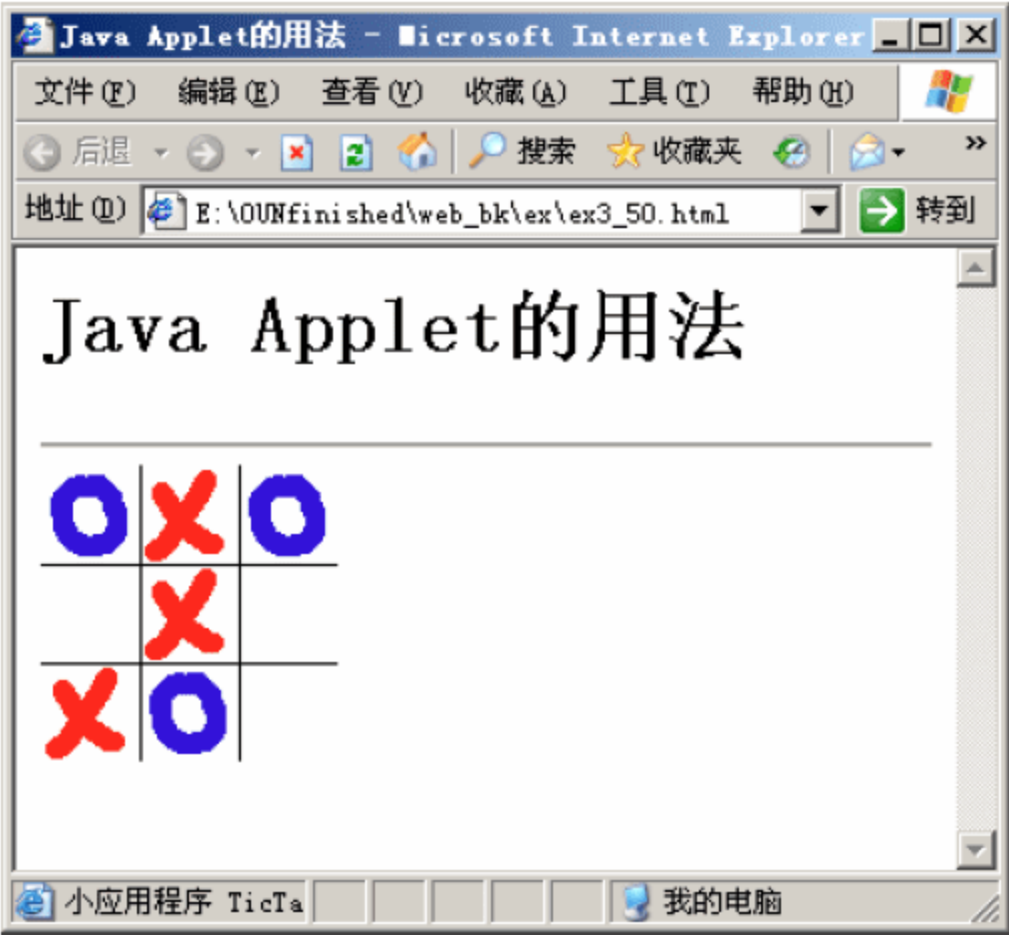 Java Applet的用法 - Microsoft Internet Explorer
文件(F) 编辑(E) 查看(V) 收藏(A) 工具(T) 帮助(H)
后退 搜索 收藏夹 »
地址(D) E:\OUNfinished\web_bk\ex\ex3_50.html 转到
Java Applet的用法
O X O
X
X O
小应用程序 TicTa 我的电脑